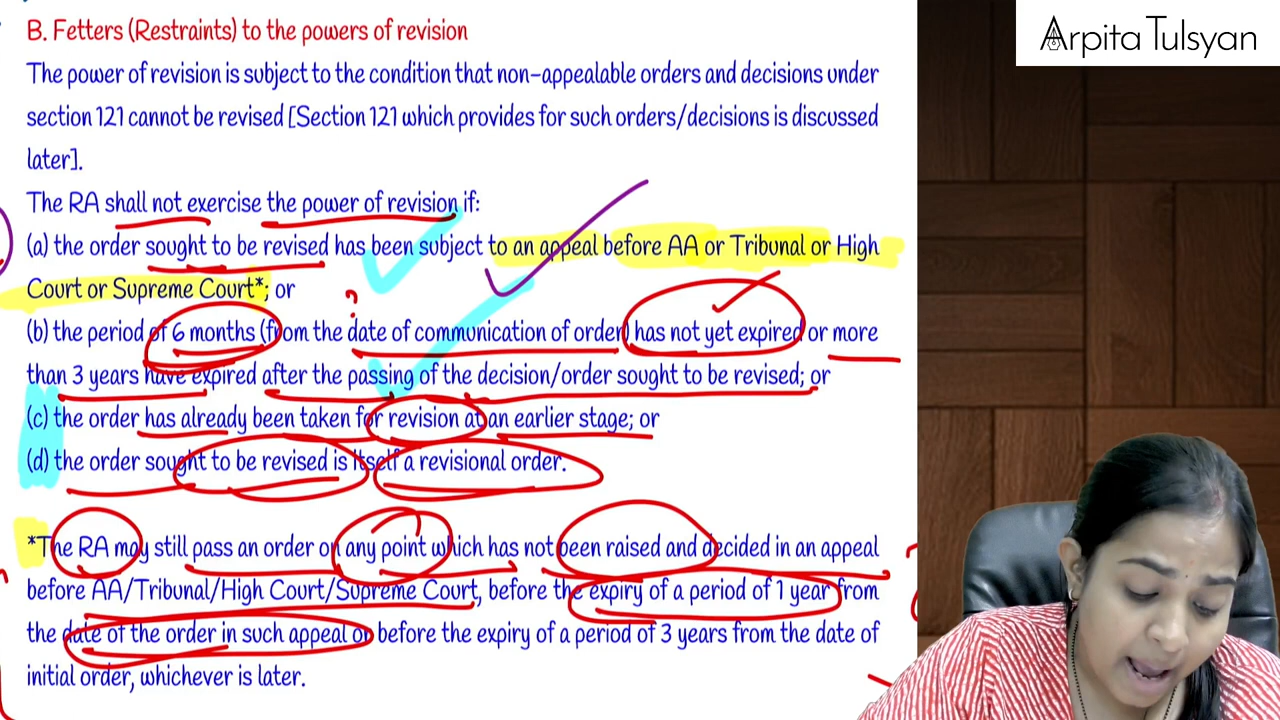 Arpita Tulsyan
B. Fetters (Restraints) to the powers of revision
The power of revision is subject to the condition that non-appealable orders and decisions under
section 121 cannot be revised [Section 121 which provides for such orders/decisions is discussed
later].
The RA shall not exercise the power of revision if:
(a) the order sought to be revised has been subject to an appeal before AA or Tribunal or High
Court or Supreme Court*; or
?
(b) the period of 6 months (from the date of communication of order) has not yet expired or more
than 3 years have expired after the passing of the decision/order sought to be revised; or
(c) the order has already been taken for revision at an earlier stage; or
(d) the order sought to be revised is itself a revisional order.
*The RA may still pass an order on any point which has not been raised and decided in an appeal
before AA/Tribunal/High Court/Supreme Court, before the expiry of a period of 1 year from
the date of the order in such appeal or before the expiry of a period of 3 years from the date of
initial order, whichever is later.